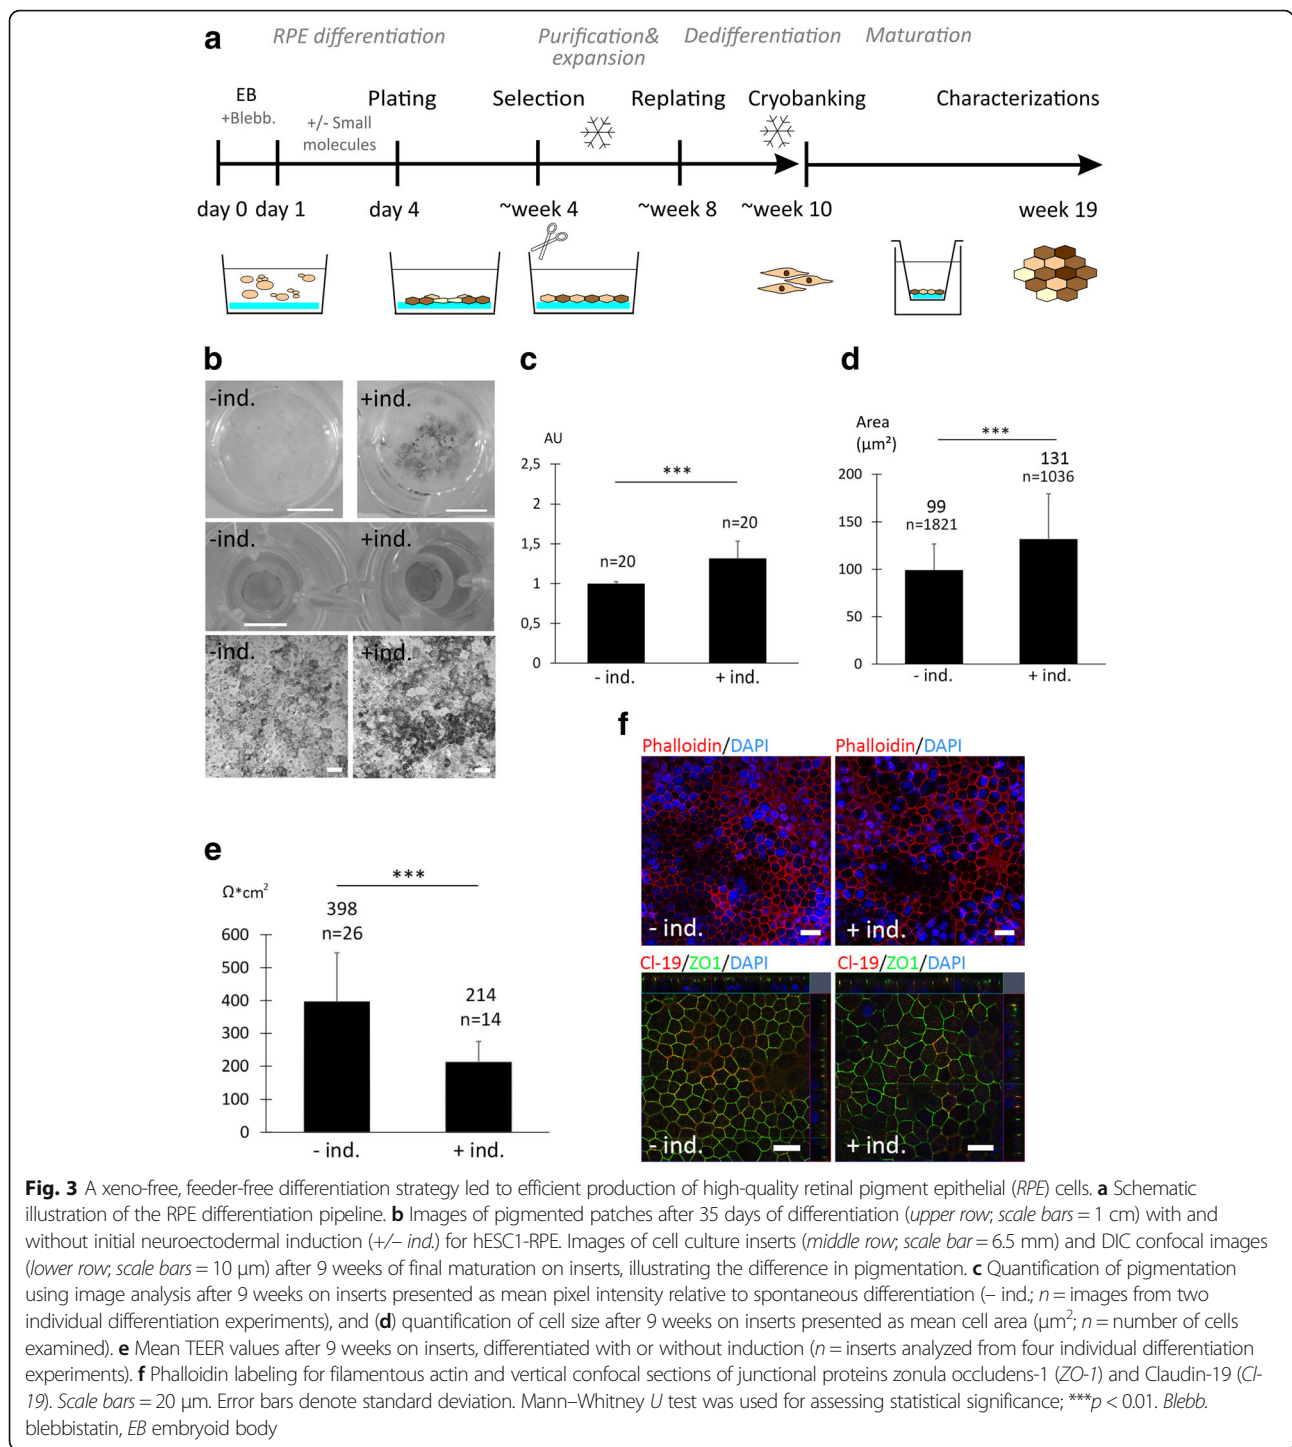 a
RPE differentiation
Purification&
expansion
Dedifferentiation
Maturation
EB
+Blebb.
+/- Small
molecules
Plating
Selection
Replating
Cryobanking
Characterizations
day 0
day 1
day 4
~week 4
~week 8
~week 10
week 19
b
-ind.
+ind.
-ind.
+ind.
-ind.
+ind.
c
AU
2,5
2
1,5
1
0,5
0
***
n=20
n=20
- ind.
+ ind.
d
Area
(µm²)
200
150
100
50
0
***
99
n=1821
131
n=1036
- ind.
+ ind.
e
Ω*cm²
600
500
400
300
200
100
0
***
398
n=26
214
n=14
- ind.
+ ind.
f
Phalloidin/DAPI
Phalloidin/DAPI
- ind.
+ ind.
Cl-19/ZO1/DAPI
Cl-19/ZO1/DAPI
- ind.
+ ind.
Fig. 3 A xeno-free, feeder-free differentiation strategy led to efficient production of high-quality retinal pigment epithelial (RPE) cells. a Schematic
illustration of the RPE differentiation pipeline. b Images of pigmented patches after 35 days of differentiation (upper row; scale bars = 1 cm) with and
without initial neuroectodermal induction (+/– ind.) for hESC1-RPE. Images of cell culture inserts (middle row; scale bar = 6.5 mm) and DIC confocal images
(lower row; scale bars = 10 µm) after 9 weeks of final maturation on inserts, illustrating the difference in pigmentation. c Quantification of pigmentation
using image analysis after 9 weeks on inserts presented as mean pixel intensity relative to spontaneous differentiation (– ind.; n = images from two
individual differentiation experiments), and (d) quantification of cell size after 9 weeks on inserts presented as mean cell area (µm²; n = number of cells
examined). e Mean TEER values after 9 weeks on inserts, differentiated with or without induction (n = inserts analyzed from four individual differentiation
experiments). f Phalloidin labeling for filamentous actin and vertical confocal sections of junctional proteins zonula occludens-1 (ZO-1) and Claudin-19 (Cl-
19). Scale bars = 20 µm. Error bars denote standard deviation. Mann–Whitney U test was used for assessing statistical significance; ***p < 0.01. Blebb.
blebbistatin, EB embryoid body